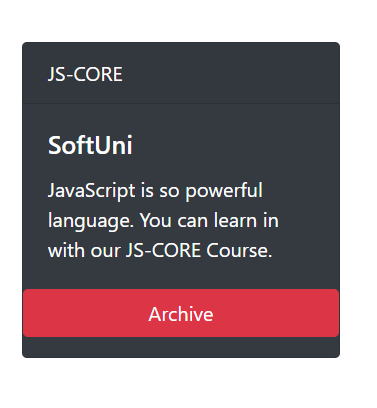 JS-CORE
SoftUni
JavaScript is so powerful
language. You can learn in
with our JS-CORE Course.
Archive